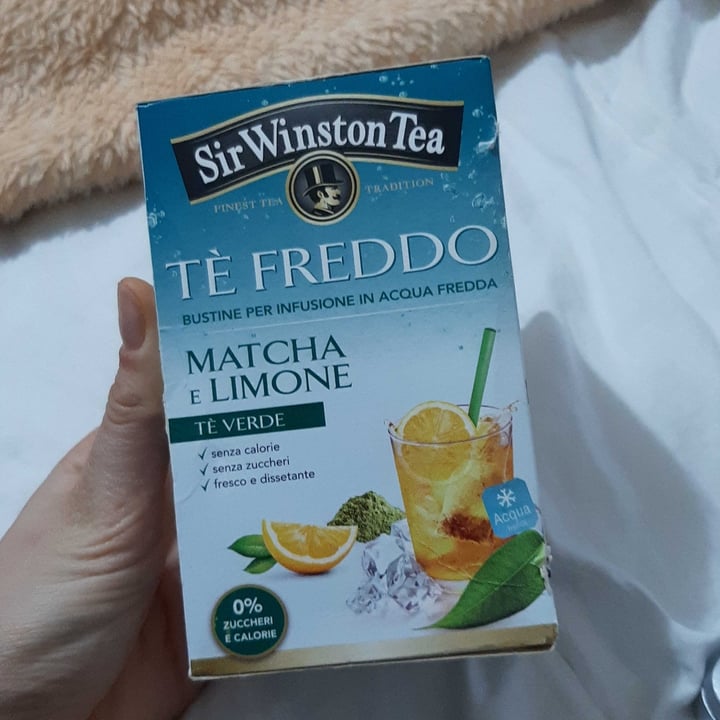 Sir Winston Tea
FINEST TEA TRADITION
TÈ FREDDO
BUSTINE PER INFUSIONE IN ACQUA FREDDA
MATCHA
E LIMONE
TÈ VERDE
✓ senza calorie
✓ senza zuccheri
✓ fresco e dissetante
Acqua
0%
ZUCCHERI
E CALORIE